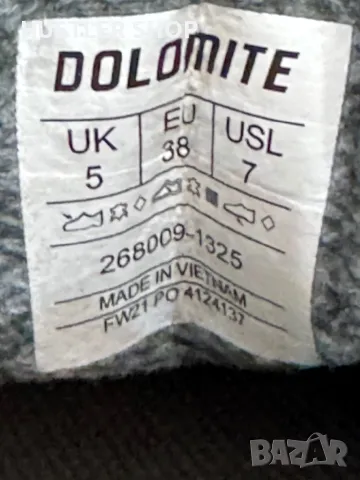 DOLOMITE
UK EU USL
5 38 7
268009-1325
MADE IN VIETNAM
FW21 PO 4124137
BAZAR